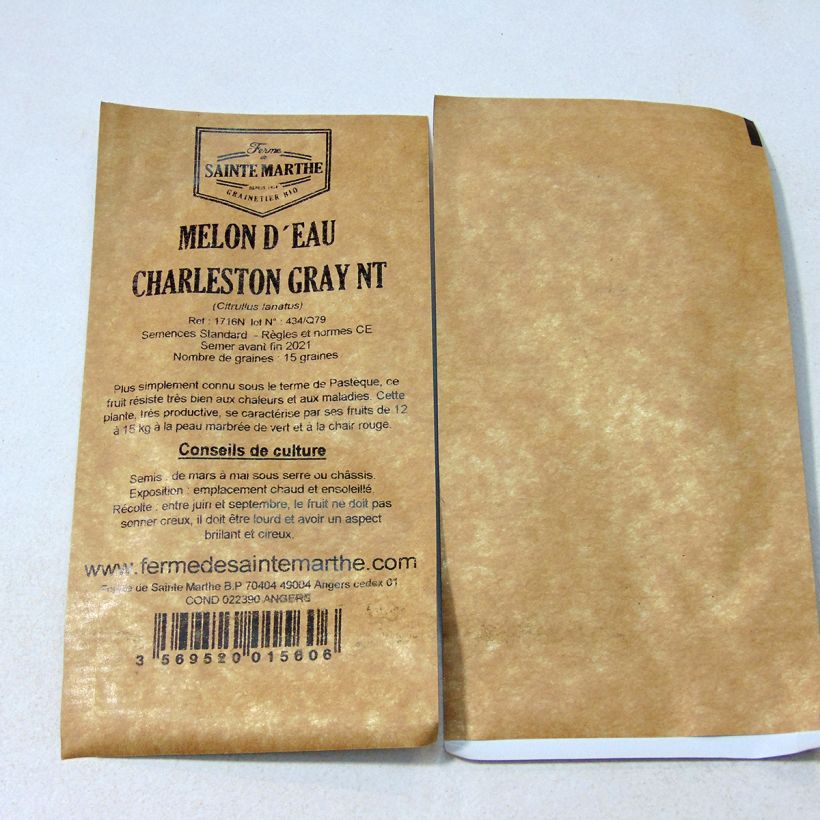 Ferme
de
SAINTE MARTHE
DEPUIS 1974
GRAINETIER BIO
MELON D´EAU
CHARLESTON GRAY NT
(Citrullus lanatus)
Ref : 1716N lot N° : 434/Q79
Semences Standard - Règles et normes CE
Semer avant fin 2021
Nombre de graines : 15 graines
Plus simplement connu sous le terme de Pastèque, ce
fruit résiste très bien aux chaleurs et aux maladies. Cette
plante, très productive, se caractérise par ses fruits de 12
à 15 kg à la peau marbrée de vert et à la chair rouge.
Conseils de culture
Semis : de mars à mai sous serre ou châssis.
Exposition : emplacement chaud et ensoleillé.
Récolte : entre juin et septembre, le fruit ne doit pas
sonner creux, il doit être lourd et avoir un aspect
brillant et cireux.
www.fermedesaintemarthe.com
Ferme de Sainte Marthe B.P 70404 49004 Angers cedex 01
COND 022390 ANGERS
3 569520 015606